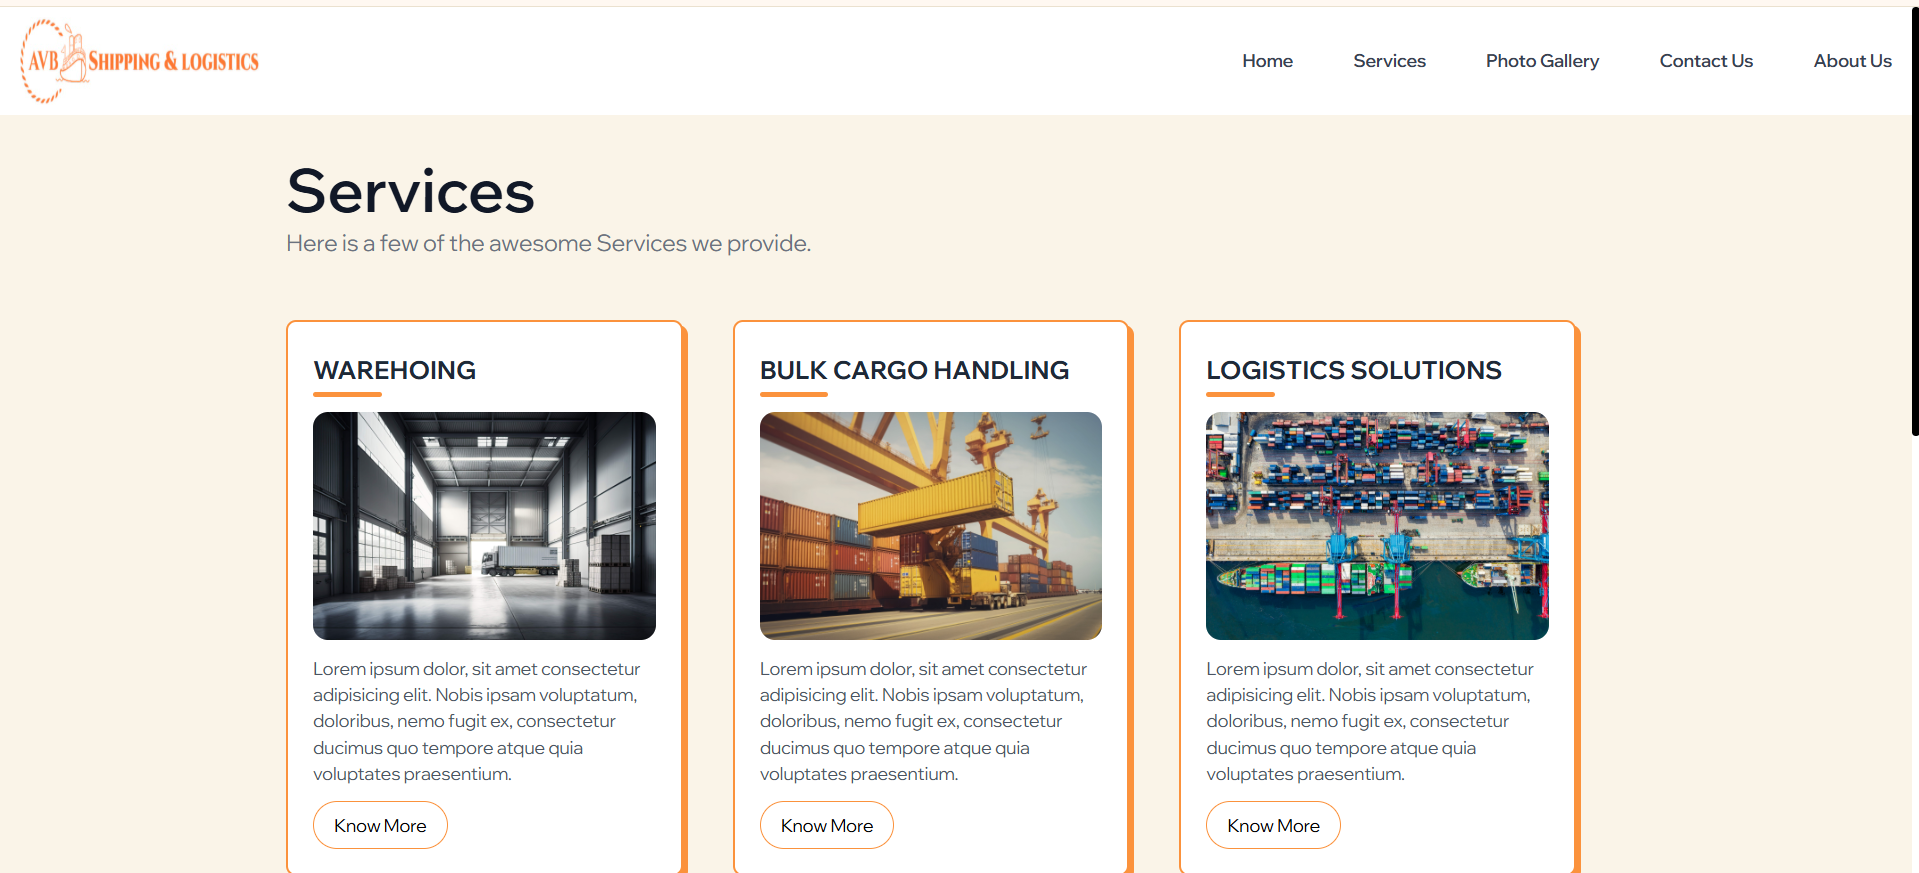 AVB SHIPPING & LOGISTICS
Home
Services
Photo Gallery
Contact Us
About Us
Services
Here is a few of the awesome Services we provide.
WAREHOING
Lorem ipsum dolor, sit amet consectetur
adipisicing elit. Nobis ipsam voluptatum,
doloribus, nemo fugit ex, consectetur
ducimus quo tempore atque quia
voluptates praesentium.
Know More
BULK CARGO HANDLING
Lorem ipsum dolor, sit amet consectetur
adipisicing elit. Nobis ipsam voluptatum,
doloribus, nemo fugit ex, consectetur
ducimus quo tempore atque quia
voluptates praesentium.
Know More
LOGISTICS SOLUTIONS
Lorem ipsum dolor, sit amet consectetur
adipisicing elit. Nobis ipsam voluptatum,
doloribus, nemo fugit ex, consectetur
ducimus quo tempore atque quia
voluptates praesentium.
Know More